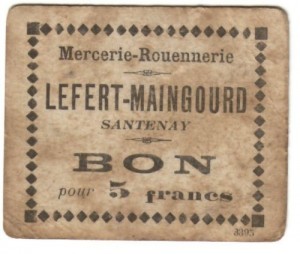 Mercerie-Rouennerie
LEFERT-MAINGOURD
SANTENAY
BON
pour 5 francs
3395